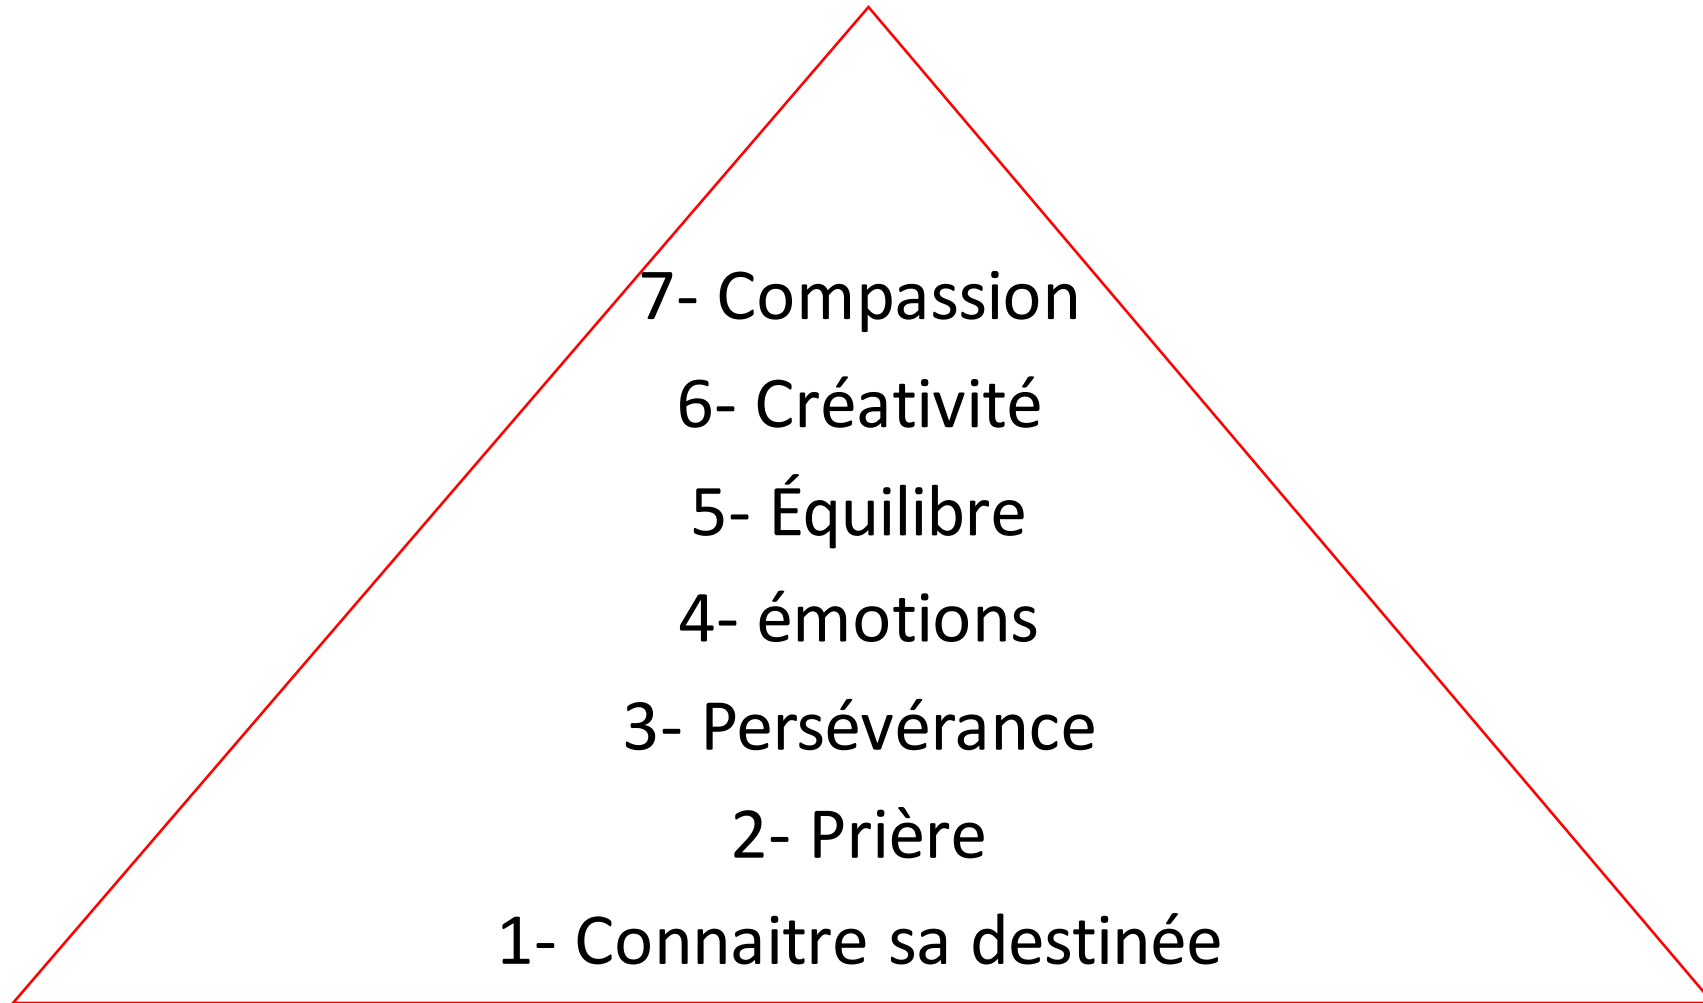 7- Compassion
6- Créativité
5- Équilibre
4- émotions
3- Persévérance
2- Prière
1- Connaitre sa destinée